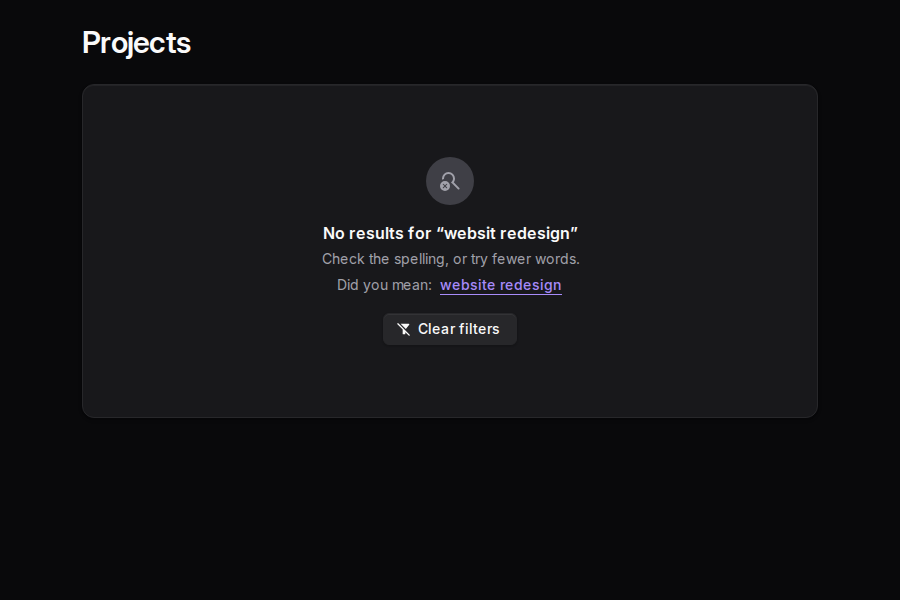 Projects
No results for “websit redesign”
Check the spelling, or try fewer words.
Did you mean: website redesign
Clear filters